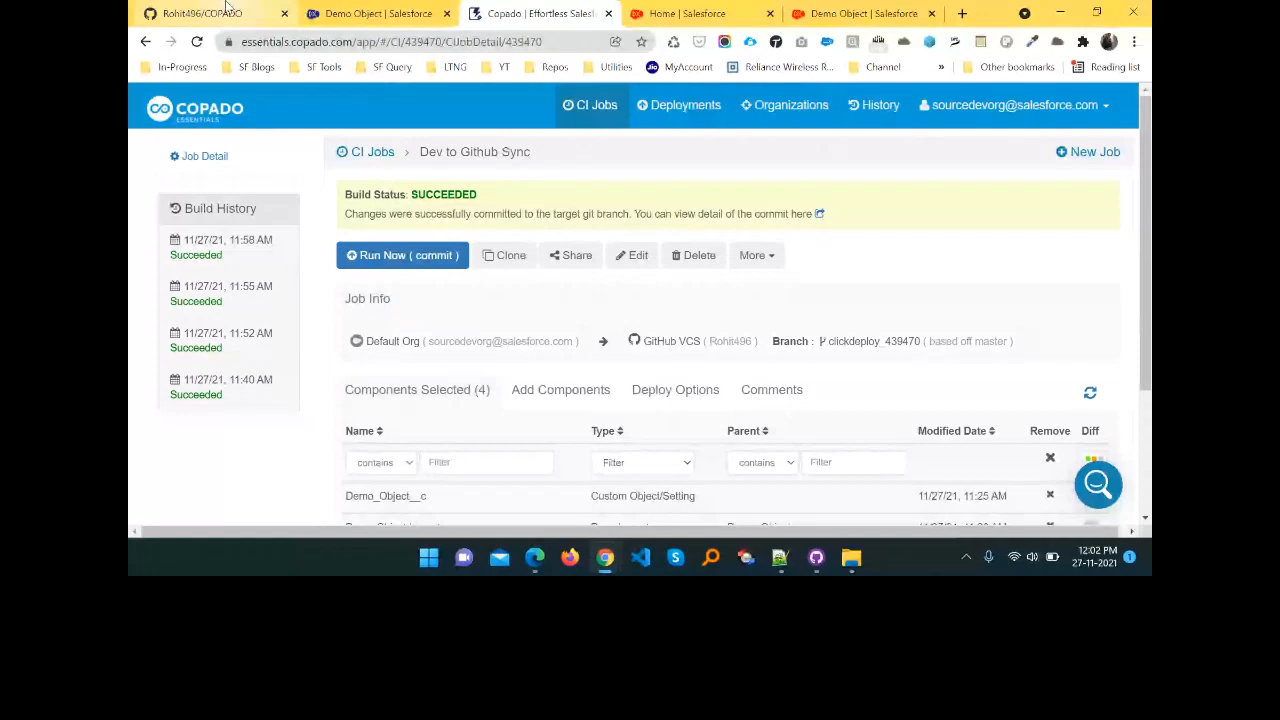 Rohit496/COPADO
Demo Object | Salesforce
Copado | Effortless Salesf
Home | Salesforce
Demo Object | Salesforce
essentials.copado.com/app/#/CI/439470/CIJobDetail/439470
In-Progress
SF Blogs
SF Tools
SF Query
LTNG
YT
Repos
Utilities
MyAccount
Reliance Wireless R...
Channel
»
Other bookmarks
Reading list
COPADO
ESSENTIALS
CI Jobs
Deployments
Organizations
History
sourcedevorg@salesforce.com
Job Detail
CI Jobs > Dev to Github Sync
New Job
Build History
11/27/21, 11:58 AM
Succeeded
11/27/21, 11:55 AM
Succeeded
11/27/21, 11:52 AM
Succeeded
11/27/21, 11:40 AM
Succeeded
Build Status: SUCCEEDED
Changes were successfully committed to the target git branch. You can view detail of the commit here
Run Now ( commit )
Clone
Share
Edit
Delete
More
Job Info
Default Org ( sourcedevorg@salesforce.com )
GitHub VCS ( Rohit496 )
Branch : clickdeploy_439470 ( based off master )
Components Selected (4)
Add Components
Deploy Options
Comments
Name
Type
Parent
Modified Date
Remove
Diff
contains
Filter
Filter
contains
Filter
Demo_Object__c
Custom Object/Setting
11/27/21, 11:25 AM
12:02 PM
27-11-2021